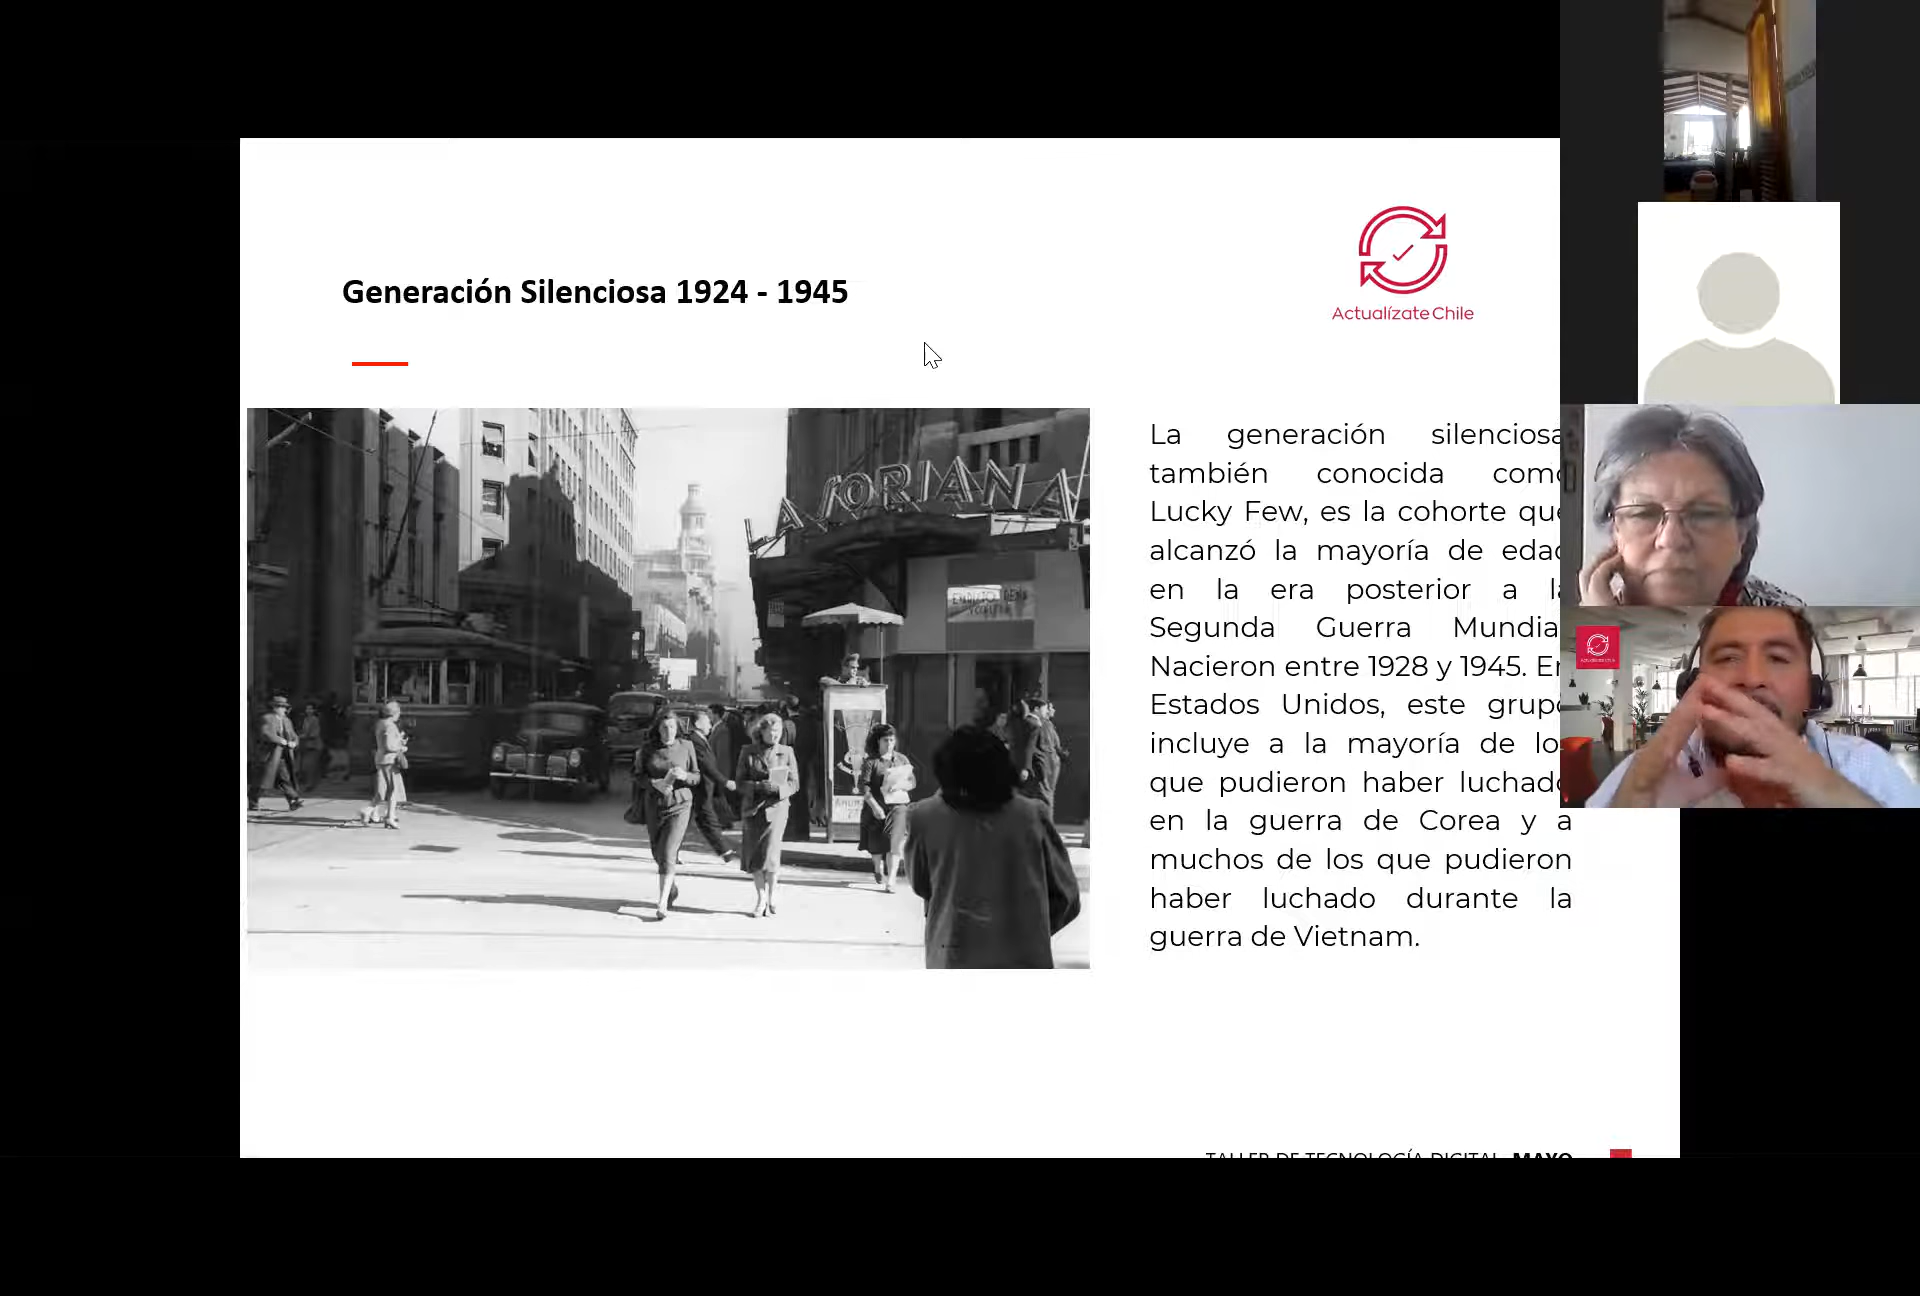 Generación Silenciosa 1924 - 1945
Actualízate Chile
A SORIANA
La generación silenciosa
también conocida como
Lucky Few, es la cohorte que
alcanzó la mayoría de edad
en la era posterior a la
Segunda Guerra Mundial
Nacieron entre 1928 y 1945. En
Estados Unidos, este grupo
incluye a la mayoría de los
que pudieron haber luchado
en la guerra de Corea y a
muchos de los que pudieron
haber luchado durante la
guerra de Vietnam.
TALLER DE TECNOLOGÍA DIGITAL MAYO